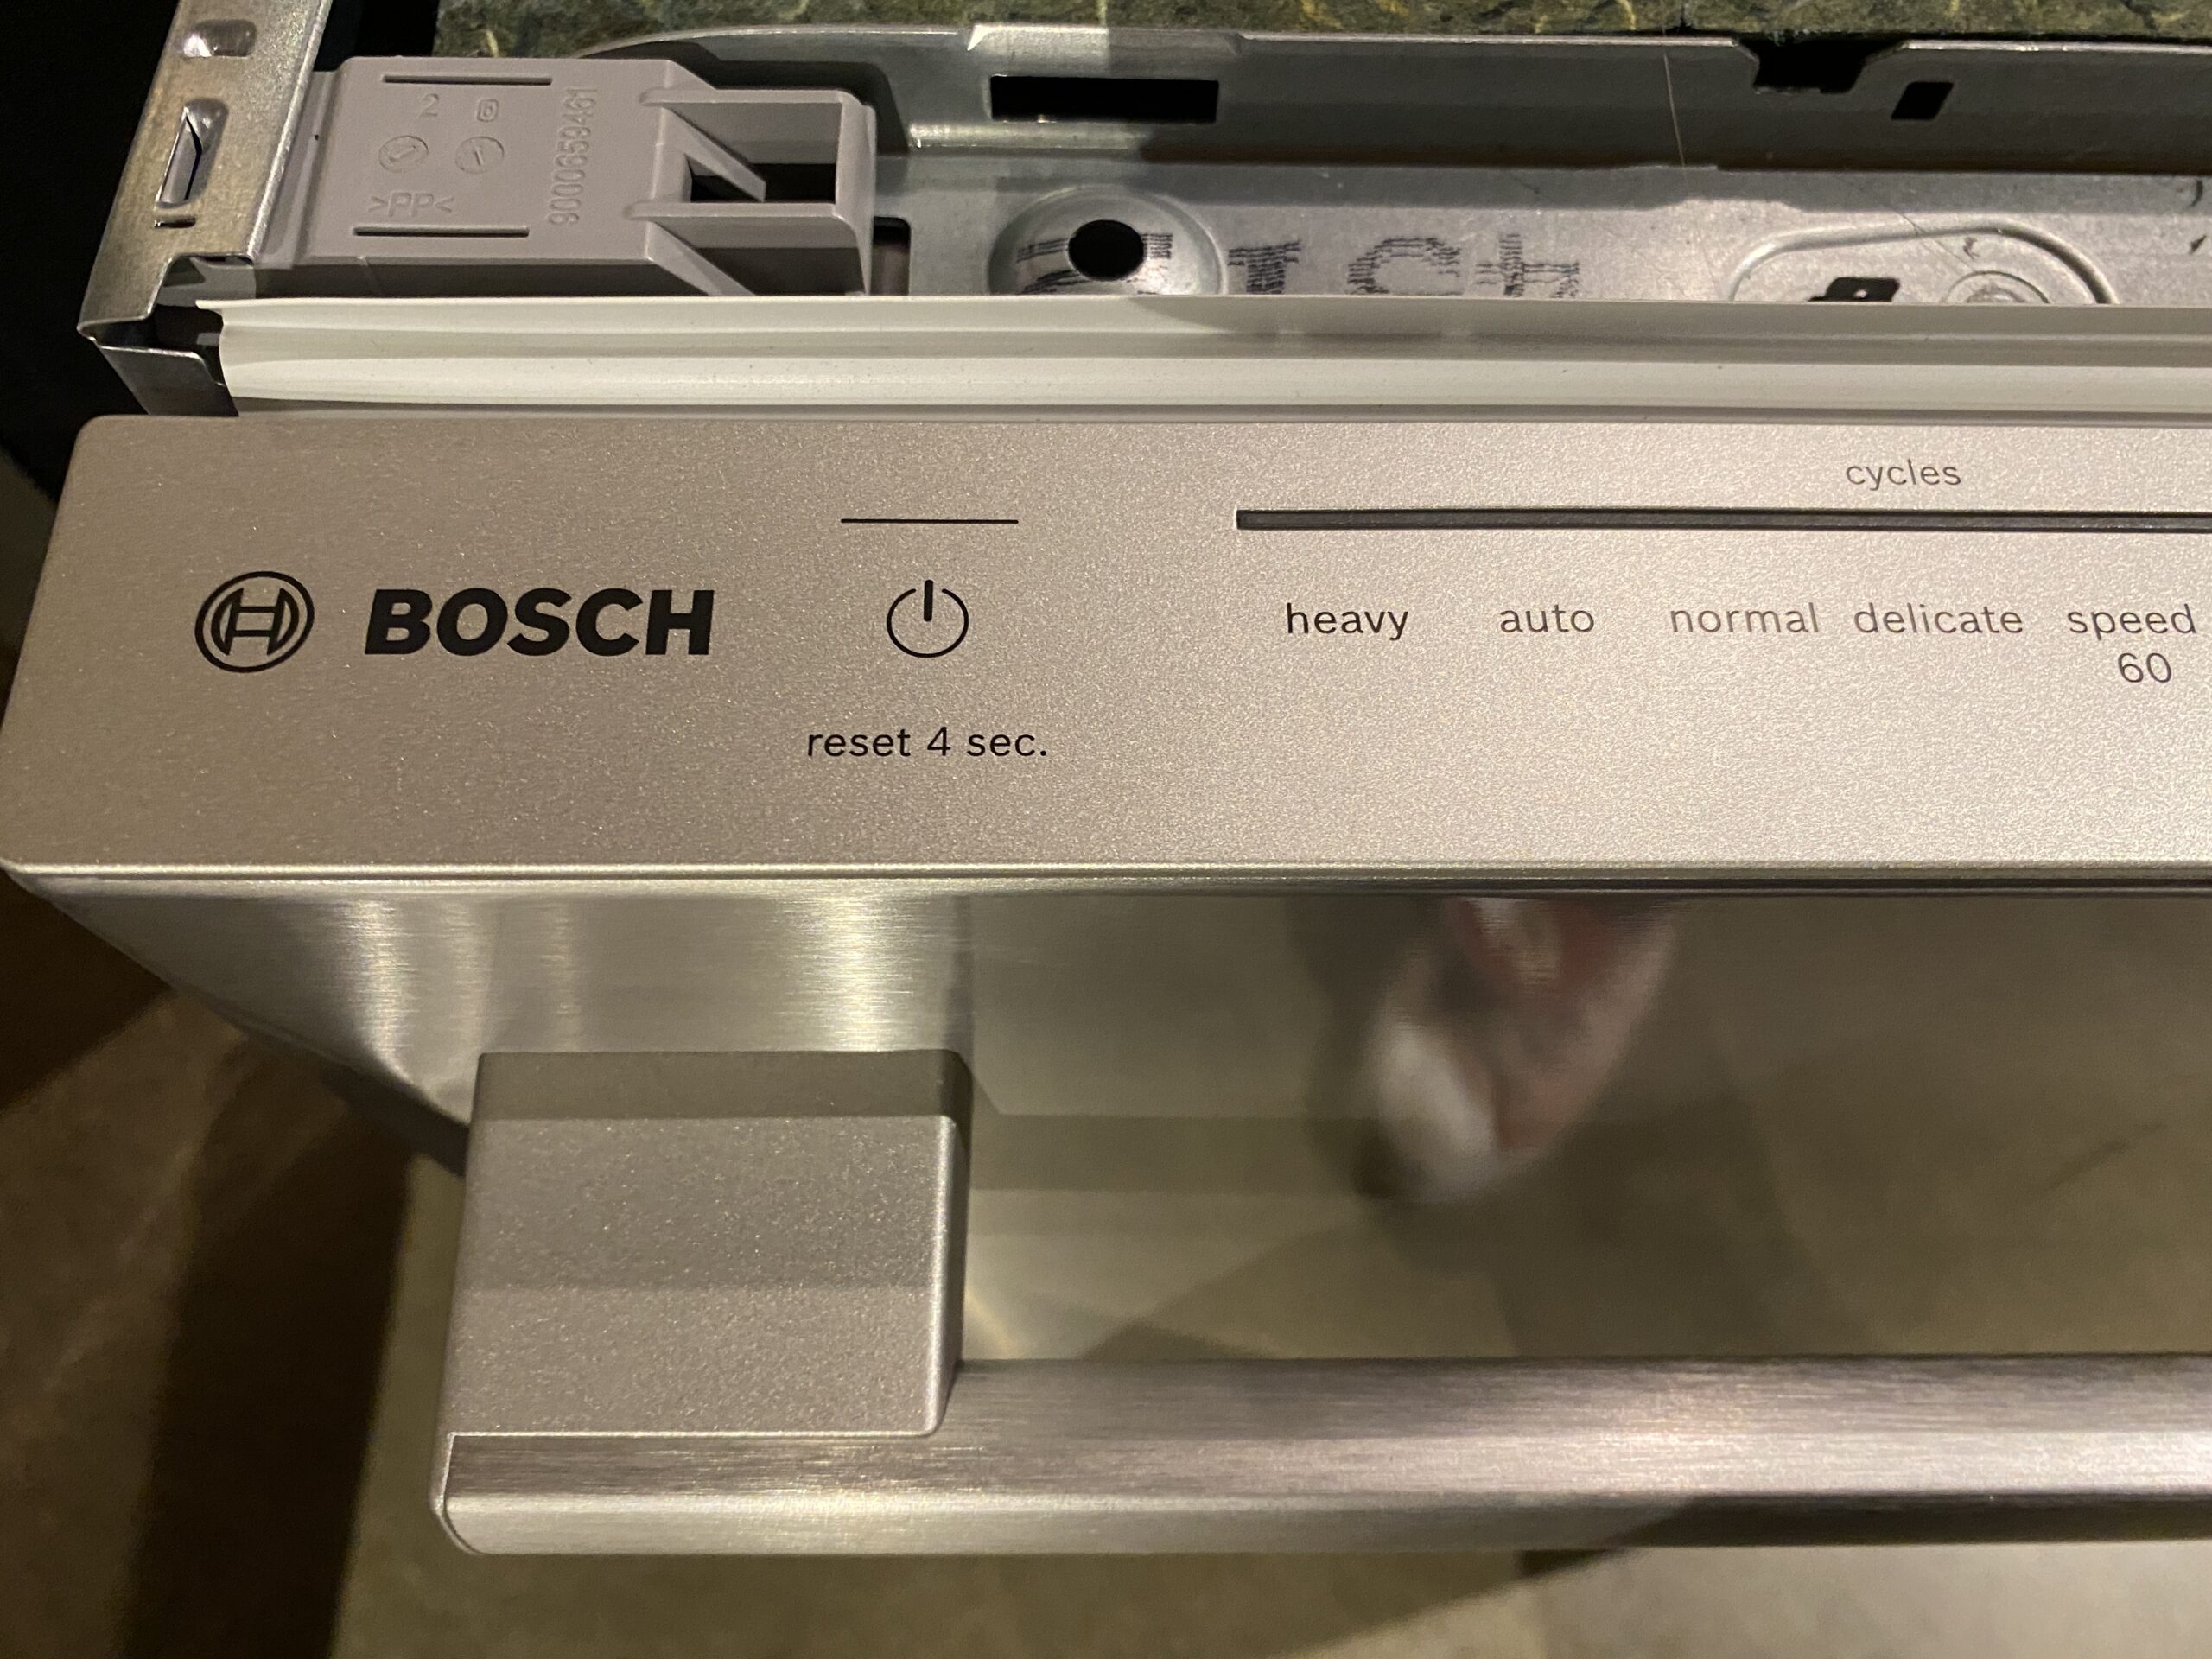 2
>PP<
9000659461
cycles
BOSCH
heavy auto normal delicate speed
60
reset 4 sec.